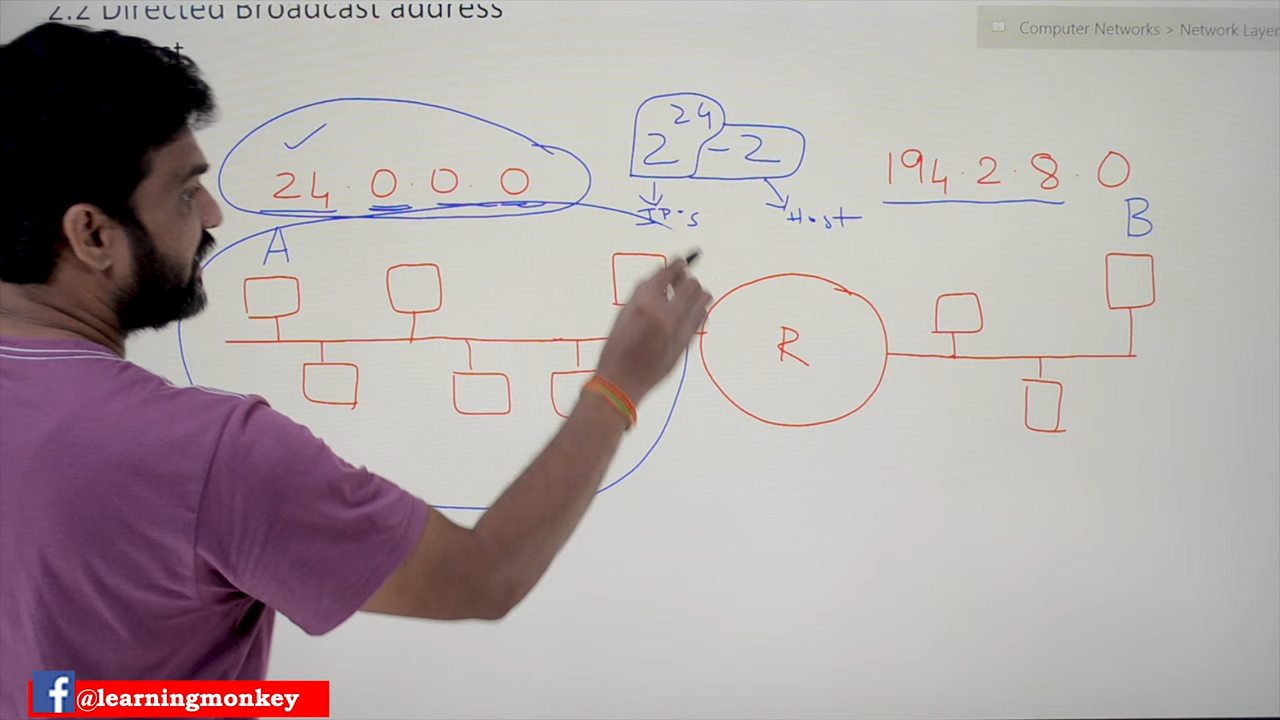 2.2 Directed Broadcast address
Computer Networks > Network Layer
24.0.0.0
2^24 - 2
194.2.8.0
IP's
Host
A
B
R
@learningmonkey